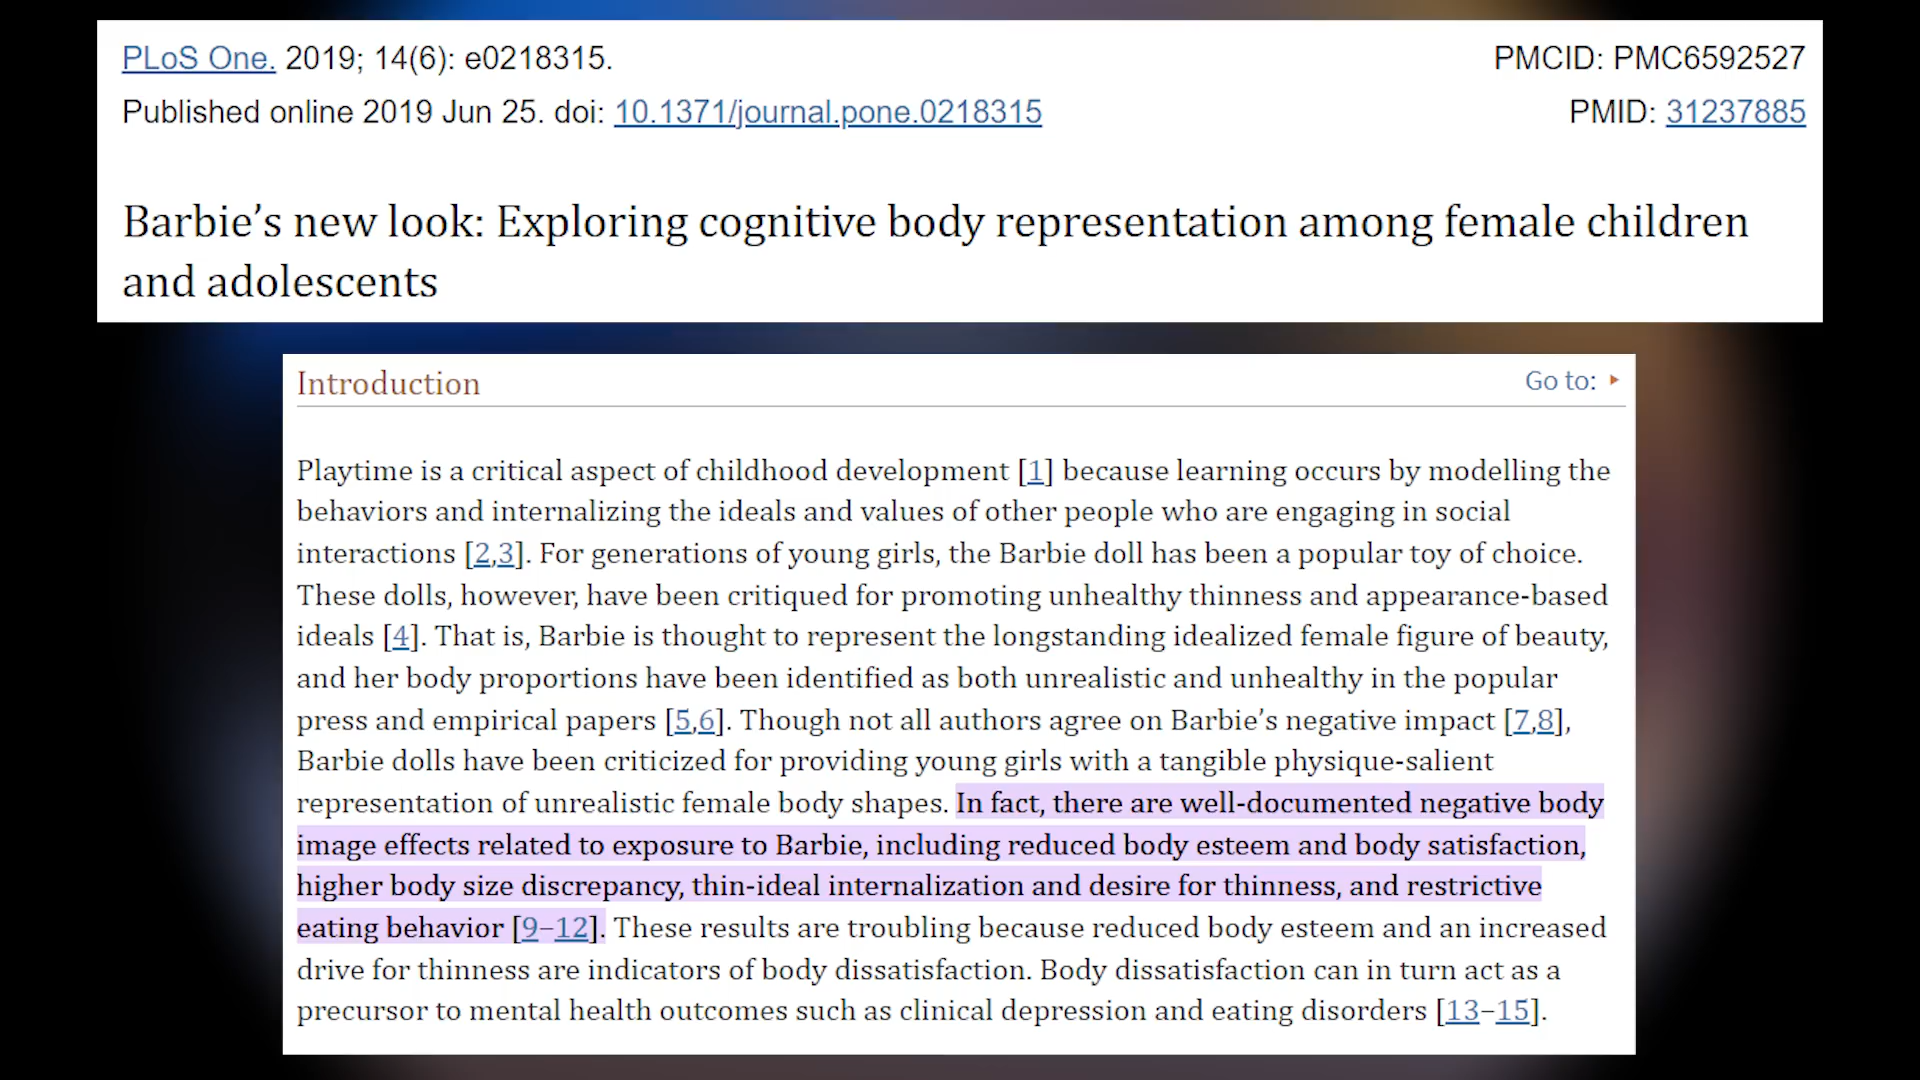 PLoS One. 2019; 14(6): e0218315.
PMCID: PMC6592527
Published online 2019 Jun 25. doi: 10.1371/journal.pone.0218315
PMID: 31237885
Barbie’s new look: Exploring cognitive body representation among female children
and adolescents
Introduction
Go to:
Playtime is a critical aspect of childhood development [1] because learning occurs by modelling the
behaviors and internalizing the ideals and values of other people who are engaging in social
interactions [2,3]. For generations of young girls, the Barbie doll has been a popular toy of choice.
These dolls, however, have been critiqued for promoting unhealthy thinness and appearance-based
ideals [4]. That is, Barbie is thought to represent the longstanding idealized female figure of beauty,
and her body proportions have been identified as both unrealistic and unhealthy in the popular
press and empirical papers [5,6]. Though not all authors agree on Barbie’s negative impact [7,8],
Barbie dolls have been criticized for providing young girls with a tangible physique-salient
representation of unrealistic female body shapes. In fact, there are well-documented negative body
image effects related to exposure to Barbie, including reduced body esteem and body satisfaction,
higher body size discrepancy, thin-ideal internalization and desire for thinness, and restrictive
eating behavior [9–12]. These results are troubling because reduced body esteem and an increased
drive for thinness are indicators of body dissatisfaction. Body dissatisfaction can in turn act as a
precursor to mental health outcomes such as clinical depression and eating disorders [13–15].